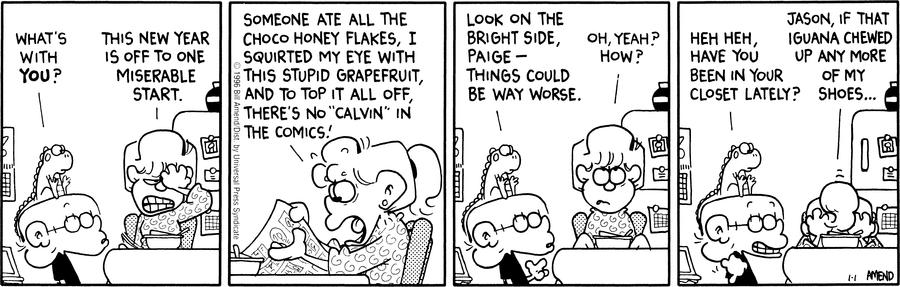 WHAT'S
WITH
YOU?
THIS NEW YEAR
IS OFF TO ONE
MISERABLE
START.
SOMEONE ATE ALL THE
CHOCO HONEY FLAKES, I
SQUIRTED MY EYE WITH
THIS STUPID GRAPEFRUIT,
AND TO TOP IT ALL OFF,
THERE'S NO "CALVIN" IN
THE COMICS!
© 1996 Bill Amend/Dist. by Universal Press Syndicate
LOOK ON THE
BRIGHT SIDE,
PAIGE —
THINGS COULD
BE WAY WORSE.
OH, YEAH?
HOW?
HEH HEH,
HAVE YOU
BEEN IN YOUR
CLOSET LATELY?
JASON, IF THAT
IGUANA CHEWED
UP ANY MORE
OF MY
SHOES...
1-1 AMEND